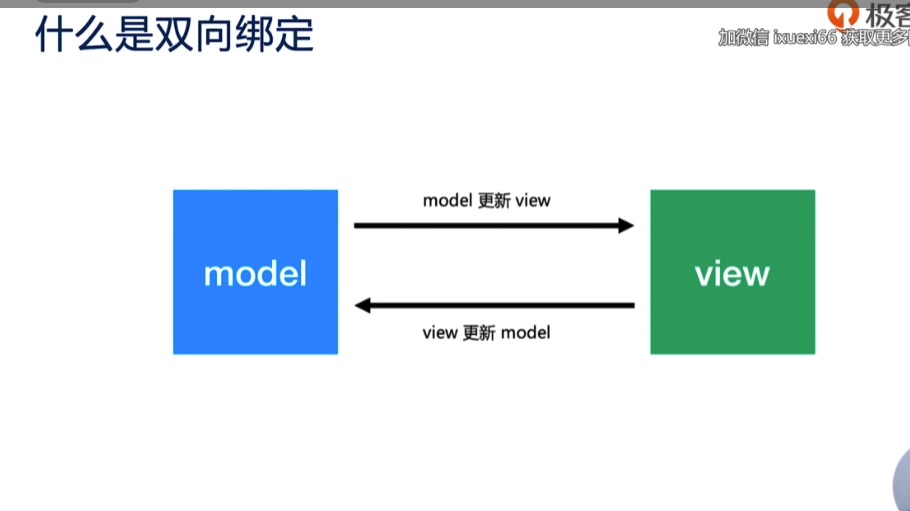 什么是双向绑定
极客
加微信 ixuexi66 获取更多
model 更新 view
model
view
view 更新 model